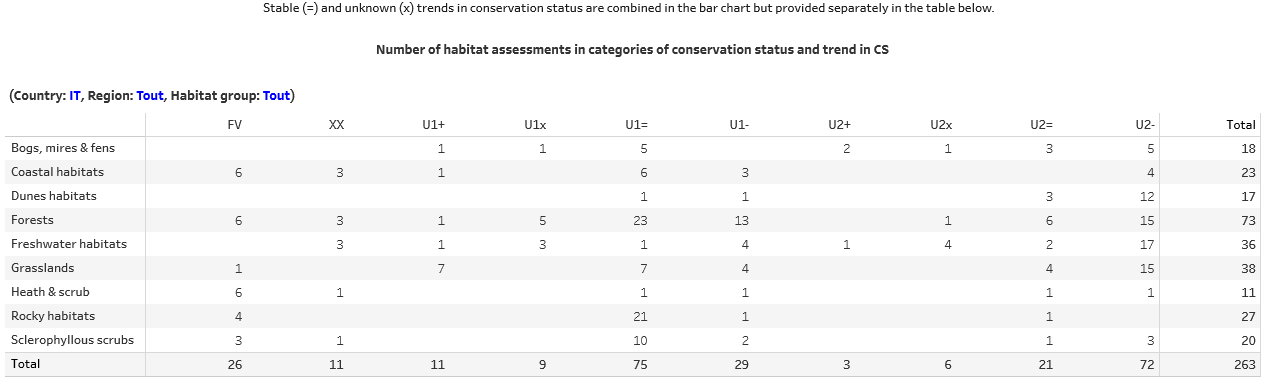 Stable (=) and unknown (x) trends in conservation status are combined in the bar chart but provided separately in the table below.
Number of habitat assessments in categories of conservation status and trend in CS
(Country: IT, Region: Tout, Habitat group: Tout)
FV XX U1+ U1x U1= U1- U2+ U2x U2= U2- Total
Bogs, mires & fens 1 1 5 2 1 3 5 18
Coastal habitats 6 3 1 6 3 4 23
Dunes habitats 1 1 3 12 17
Forests 6 3 1 5 23 13 1 6 15 73
Freshwater habitats 3 1 3 1 4 1 4 2 17 36
Grasslands 1 7 7 4 4 15 38
Heath & scrub 6 1 1 1 1 1 11
Rocky habitats 4 21 1 1 27
Sclerophyllous scrubs 3 1 10 2 1 3 20
Total 26 11 11 9 75 29 3 6 21 72 263